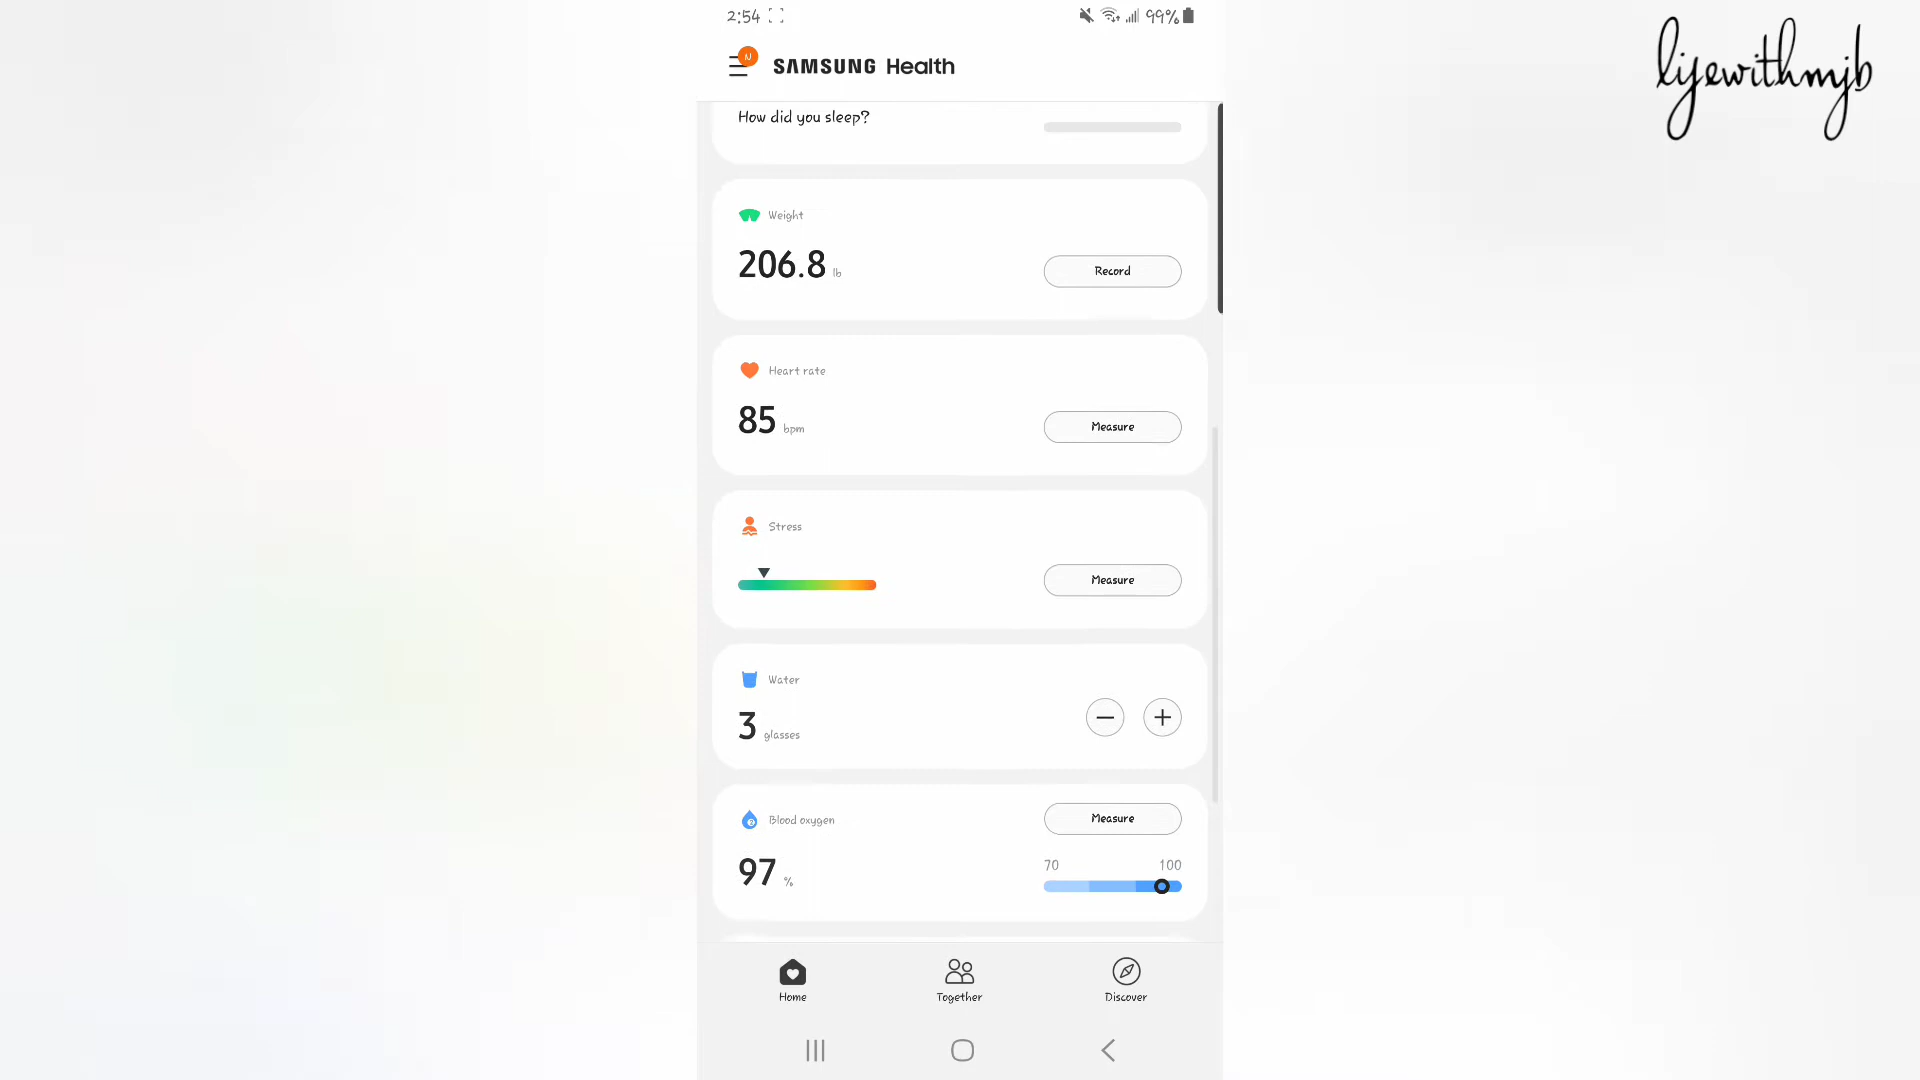 2:54 99%
N
SAMSUNG Health
How did you sleep?
Weight
206.8 lb
Record
Heart rate
85 bpm
Measure
Stress
Measure
Water
3 glasses
Blood oxygen
Measure
97 %
70 100
Home
Together
Discover
lifewithmjb